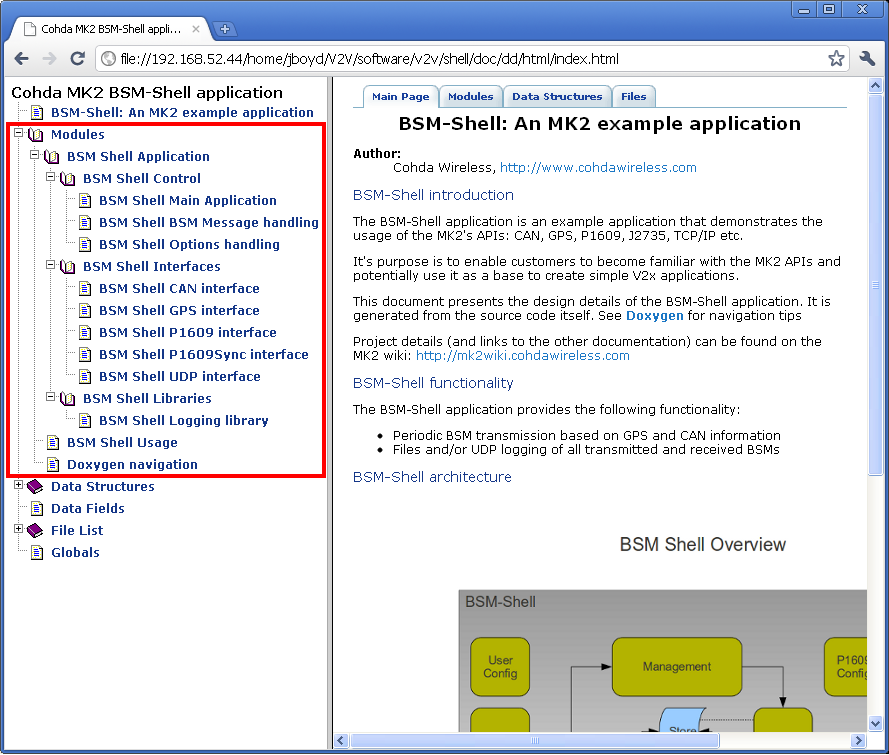 Cohda MK2 BSM-Shell appli...
file://192.168.52.44/home/jboyd/V2V/software/v2v/shell/doc/dd/html/index.html
Cohda MK2 BSM-Shell application
BSM-Shell: An MK2 example application
Modules
BSM Shell Application
BSM Shell Control
BSM Shell Main Application
BSM Shell BSM Message handling
BSM Shell Options handling
BSM Shell Interfaces
BSM Shell CAN interface
BSM Shell GPS interface
BSM Shell P1609 interface
BSM Shell P1609Sync interface
BSM Shell UDP interface
BSM Shell Libraries
BSM Shell Logging library
BSM Shell Usage
Doxygen navigation
Data Structures
Data Fields
File List
Globals
Main Page Modules Data Structures Files
BSM-Shell: An MK2 example application
Author:
Cohda Wireless, http://www.cohdawireless.com
BSM-Shell introduction
The BSM-Shell application is an example application that demonstrates the
usage of the MK2's APIs: CAN, GPS, P1609, J2735, TCP/IP etc.
It's purpose is to enable customers to become familiar with the MK2 APIs and
potentially use it as a base to create simple V2x applications.
This document presents the design details of the BSM-Shell application. It is
generated from the source code itself. See Doxygen for navigation tips
Project details (and links to the other documentation) can be found on the
MK2 wiki: http://mk2wiki.cohdawireless.com
BSM-Shell functionality
The BSM-Shell application provides the following functionality:
• Periodic BSM transmission based on GPS and CAN information
• Files and/or UDP logging of all transmitted and received BSMs
BSM-Shell architecture
BSM Shell Overview
BSM-Shell
User
Config
Management
P1609
Config
Store